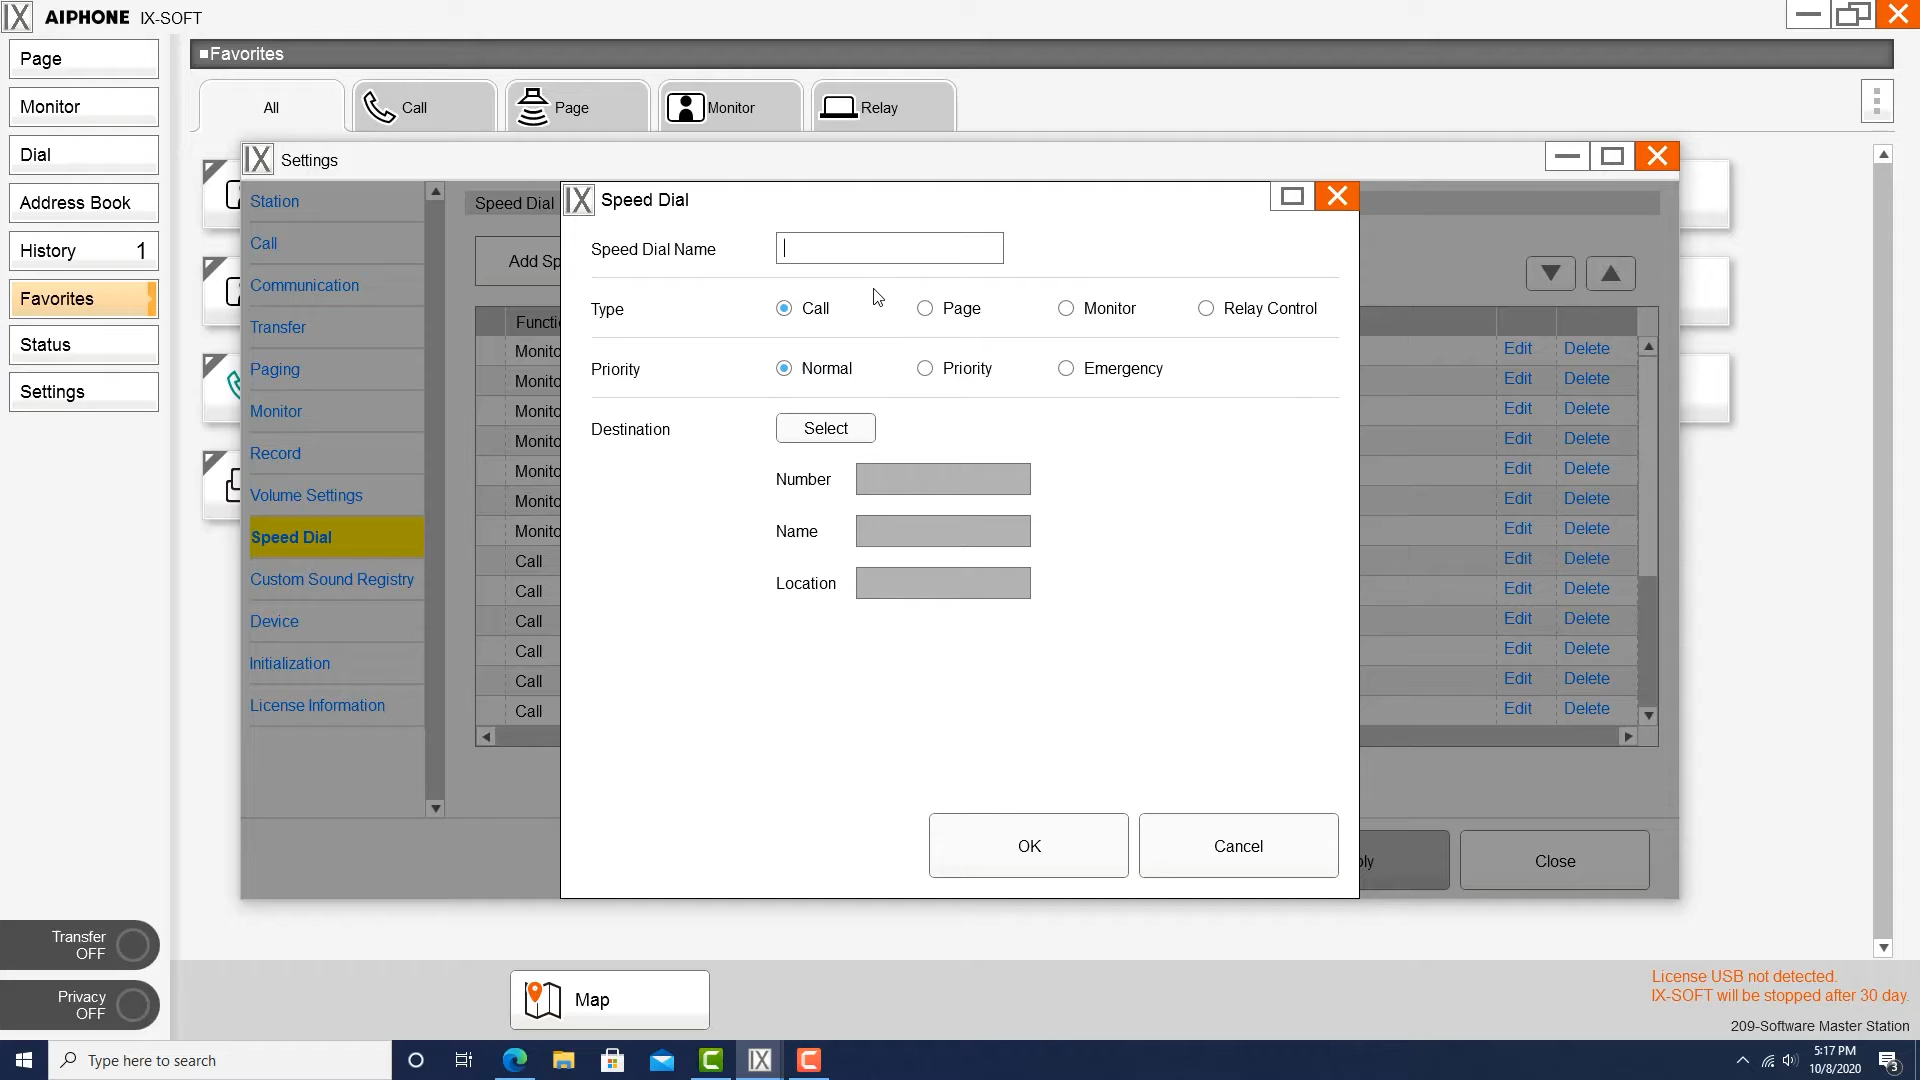 AIPHONE IX-SOFT
Page
Monitor
Dial
Address Book
History 1
Favorites
Status
Settings
■Favorites
All
Call
Page
Monitor
Relay
IX Settings
Station
Call
Communication
Transfer
Paging
Monitor
Record
Volume Settings
Speed Dial
Custom Sound Registry
Device
Initialization
License Information
Speed Dial
Add Sp
Functi
Monito
Monito
Monito
Monito
Monito
Monito
Monito
Call
Call
Call
Call
Call
Call
Edit Delete
Edit Delete
Edit Delete
Edit Delete
Edit Delete
Edit Delete
Edit Delete
Edit Delete
Edit Delete
Edit Delete
Edit Delete
Edit Delete
Edit Delete
ply
Close
IX Speed Dial
Speed Dial Name
Type Call Page Monitor Relay Control
Priority Normal Priority Emergency
Destination Select
Number
Name
Location
OK Cancel
Transfer
OFF
Privacy
OFF
Map
License USB not detected.
IX-SOFT will be stopped after 30 day.
209-Software Master Station
Type here to search
5:17 PM
10/8/2020
3